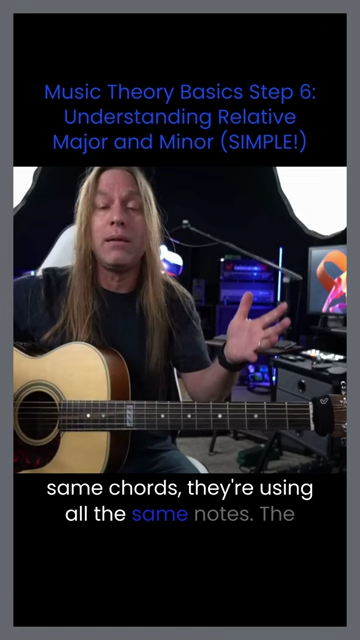 Music Theory Basics Step 6:
Understanding Relative
Major and Minor (SIMPLE!)
same chords, they're using
all the same notes. The